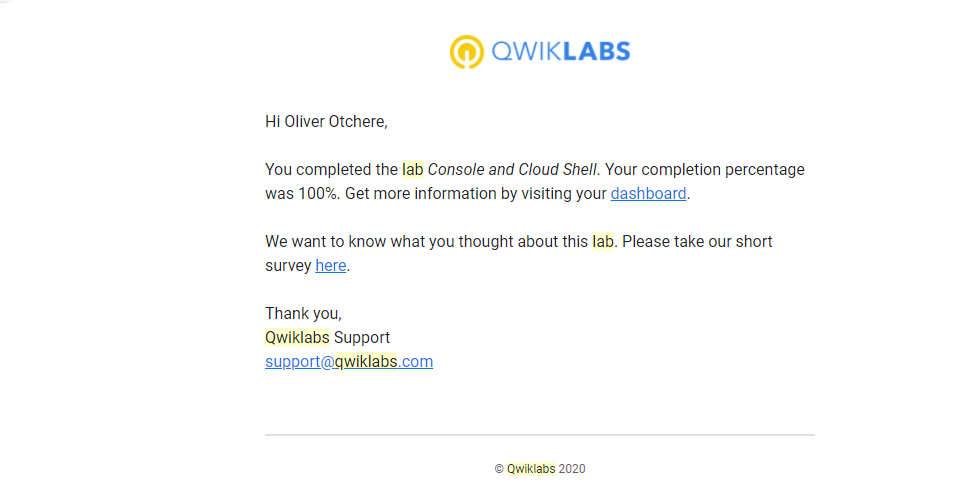 QWIKLABS
Hi Oliver Otchere,
You completed the lab Console and Cloud Shell. Your completion percentage
was 100%. Get more information by visiting your dashboard.
We want to know what you thought about this lab. Please take our short
survey here.
Thank you,
Qwiklabs Support
support@qwiklabs.com
© Qwiklabs 2020